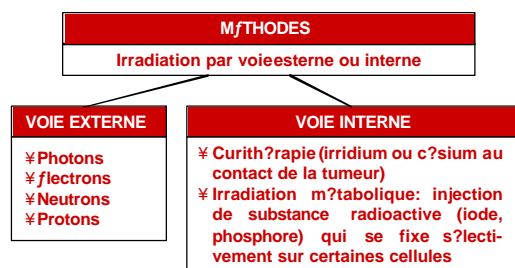 MƒTHODES
Irradiation par voieesterne ou interne
VOIE EXTERNE
¥ Photons
¥ ƒlectrons
¥ Neutrons
¥ Protons
VOIE INTERNE
¥ Curith?rapie (irridium ou c?sium au
contact de la tumeur)
¥ Irradiation m?tabolique: injection
de substance radioactive (iode,
phosphore) qui se fixe s?lecti-
vement sur certaines cellules